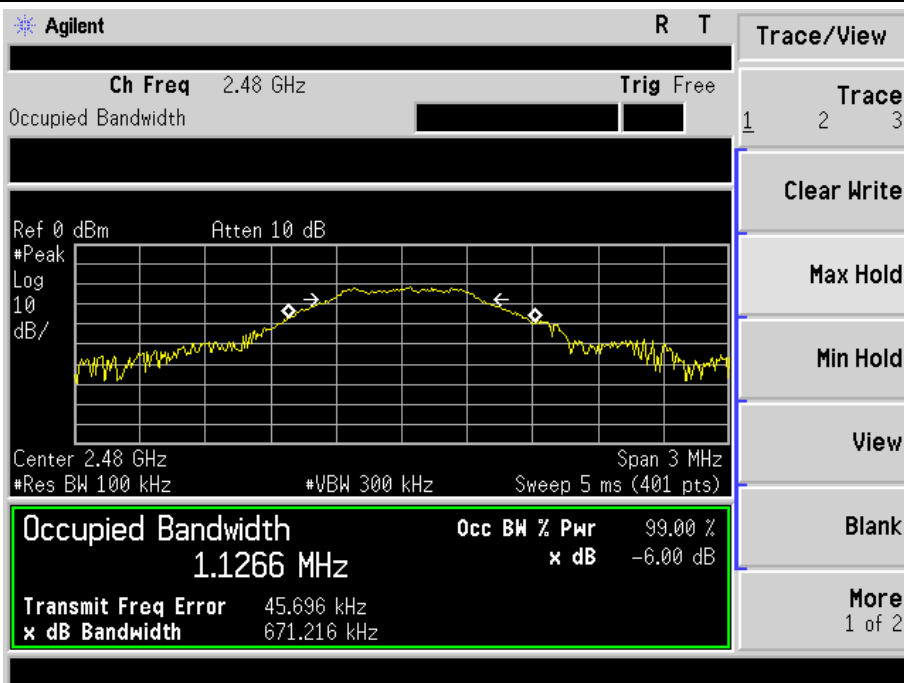 Agilent R T Trace/View
Ch Freq 2.48 GHz Trig Free
Occupied Bandwidth
Trace
1 2 3
Clear Write
Max Hold
Min Hold
View
Blank
More
1 of 2
Ref 0 dBm Atten 10 dB
#Peak
Log
10
dB/
Center 2.48 GHz Span 3 MHz
#Res BW 100 kHz #VBW 300 kHz Sweep 5 ms (401 pts)
Occupied Bandwidth Occ BW % Pwr 99.00 %
1.1266 MHz x dB -6.00 dB
Transmit Freq Error 45.696 kHz
x dB Bandwidth 671.216 kHz